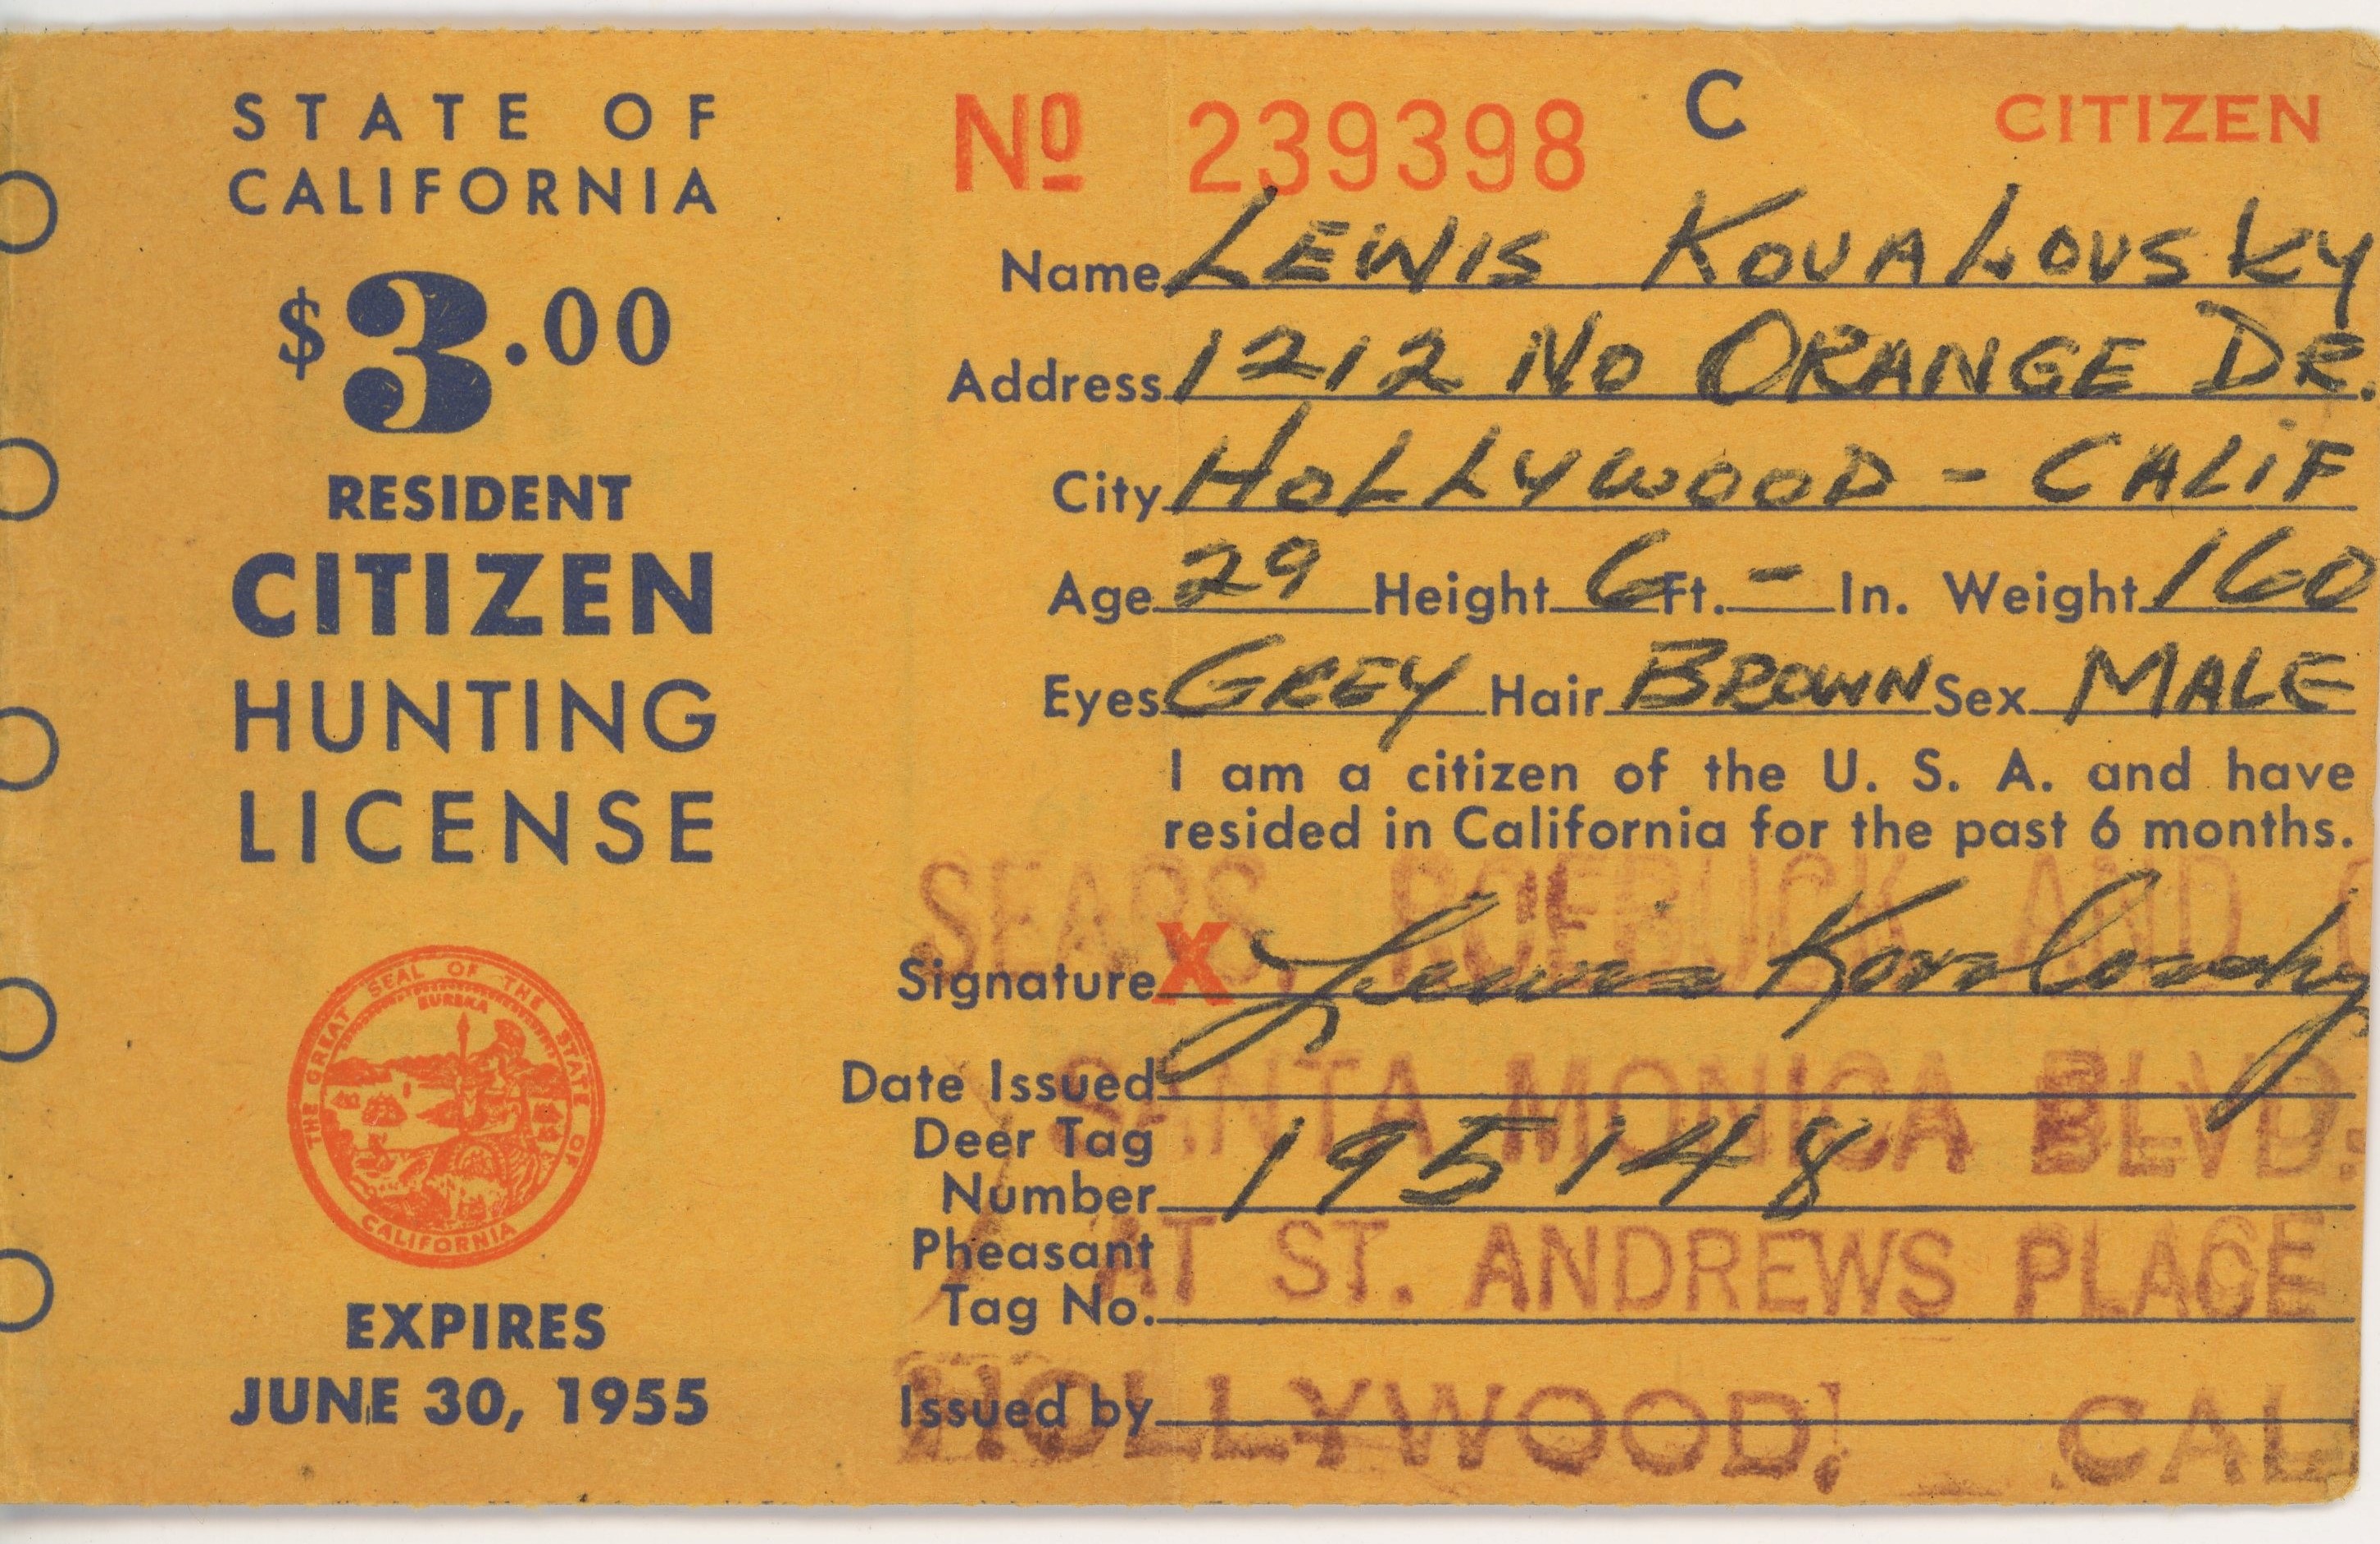 STATE OF
CALIFORNIA
$3.00
RESIDENT
CITIZEN
HUNTING
LICENSE
THE GREAT SEAL OF THE STATE OF CALIFORNIA
EUREKA
EXPIRES
JUNE 30, 1955
No 239398 C CITIZEN
Name LEWIS KOVALOVSKY
Address 1212 NO ORANGE DR.
City HOLLYWOOD - CALIF
Age 29 Height 6 Ft. - In. Weight 160
Eyes GREY Hair BROWN Sex MALE
I am a citizen of the U. S. A. and have
resided in California for the past 6 months.
SEARS, ROEBUCK AND C
Signature X Lewis Kovalovsky
SANTA MONICA BLVD.
Date Issued
Deer Tag
Number 195148
AT ST. ANDREWS PLACE
Pheasant
Tag No.
Issued by
HOLLYWOOD, CAL